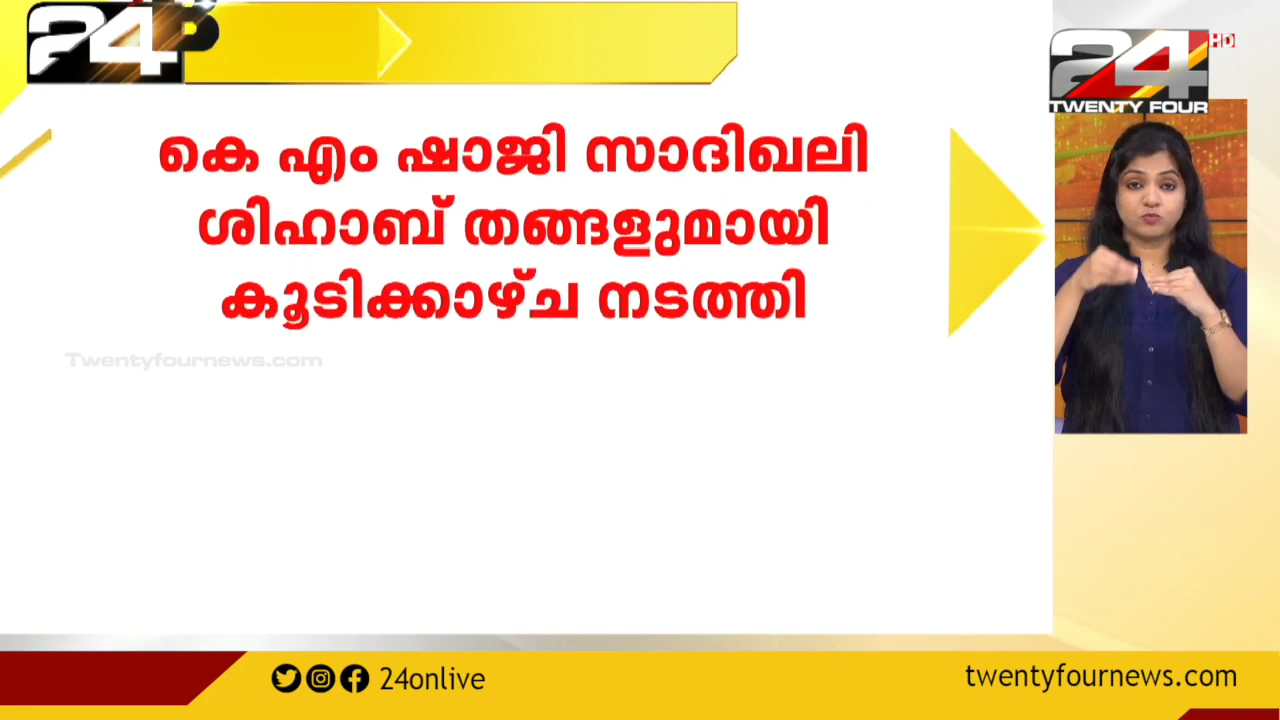 24
24 HD
TWENTY FOUR
കെ എം ഷാജി സാദിഖലി
ശിഹാബ് തങ്ങളുമായി
കൂടിക്കാഴ്ച നടത്തി
Twentyfournews.com
24onlive
twentyfournews.com